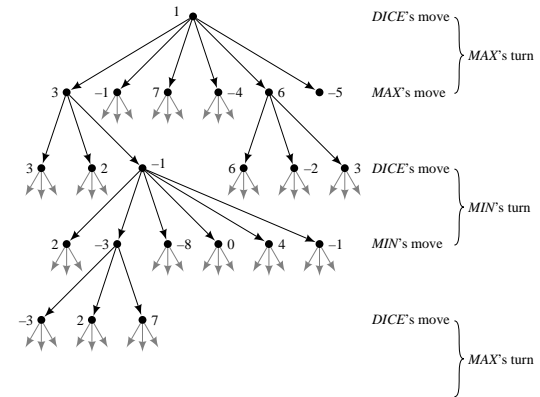 1 DICE's move
MAX's turn
3 –1 7 –4 6 –5 MAX's move
3 2 –1 6 –2 3 DICE's move
MIN's turn
2 –3 –8 0 4 –1 MIN's move
–3 2 7 DICE's move
MAX's turn